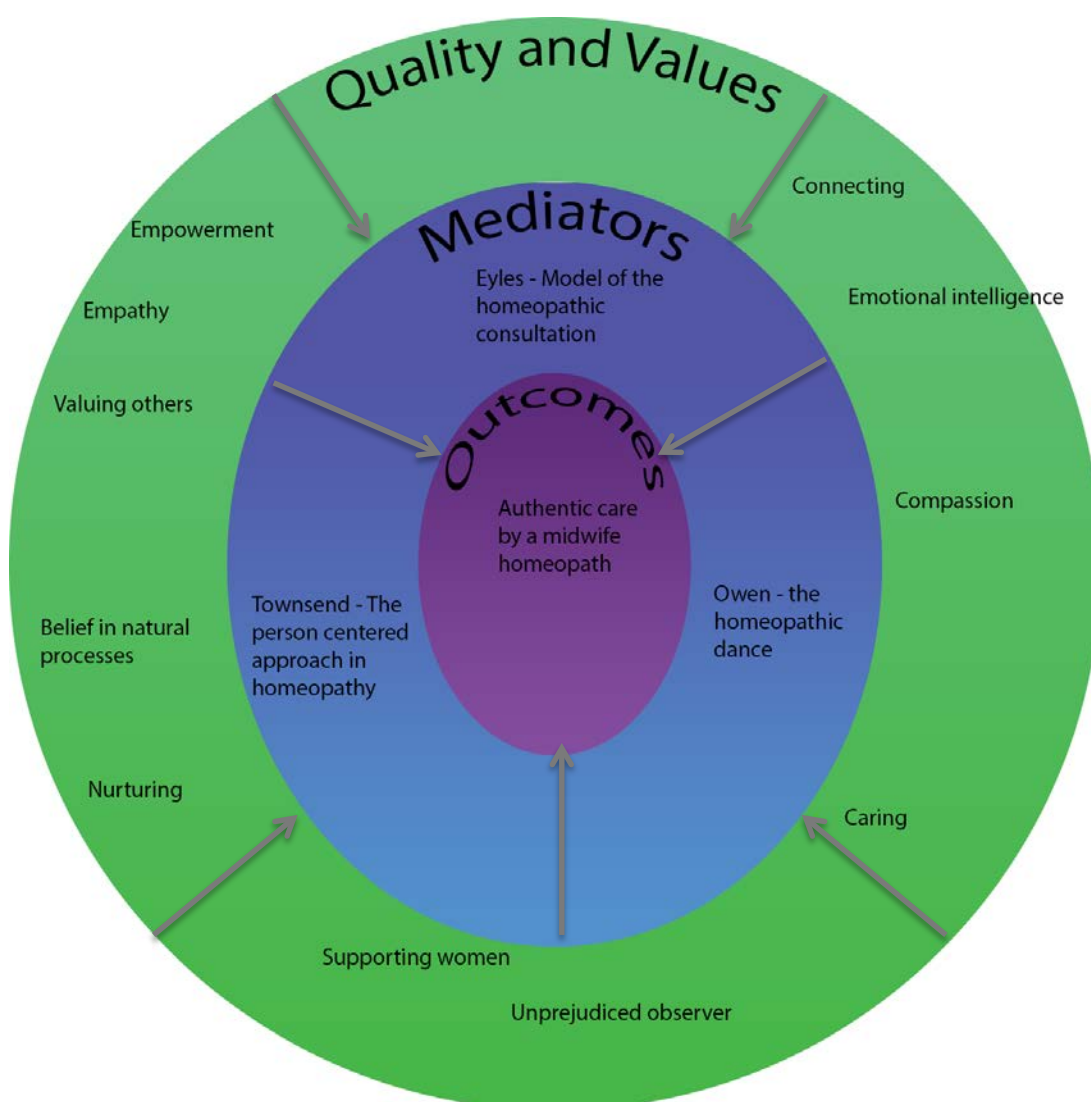 Quality and Values
Mediators
Eyles - Model of the
homeopathic
consultation
Outcomes
Authentic care
by a midwife
homeopath
Townsend - The
person centered
approach in
homeopathy
Owen - the
homeopathic
dance
Connecting
Emotional intelligence
Compassion
Caring
Unprejudiced observer
Supporting women
Nurturing
Belief in natural
processes
Valuing others
Empathy
Empowerment